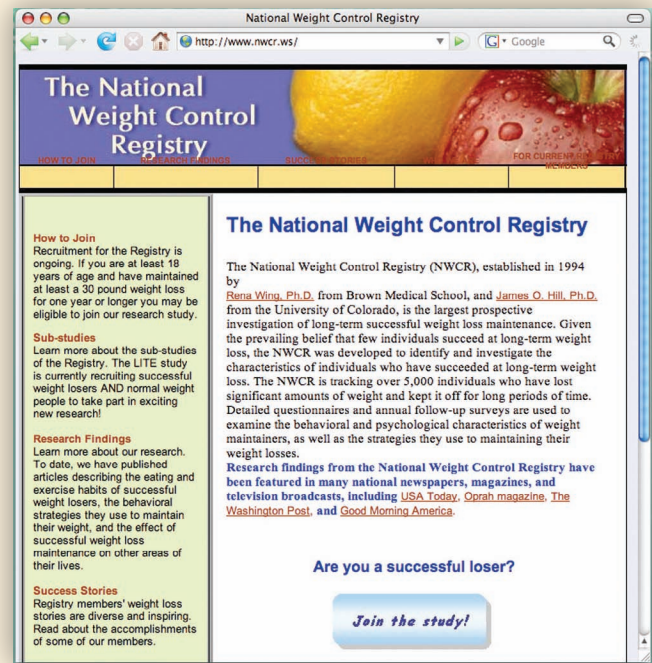 National Weight Control Registry
http://www.nwcr.ws/
G Google
The National
Weight Control
Registry
HOW TO JOIN
RESEARCH FINDINGS
SUCCESS STORIES
FOR CURRENT
MEMBERS
How to Join
Recruitment for the Registry is
ongoing. If you are at least 18
years of age and have maintained
at least a 30 pound weight loss
for one year or longer you may be
eligible to join our research study.
Sub-studies
Learn more about the sub-studies
of the Registry. The LITE study
is currently recruiting successful
weight losers AND normal weight
people to take part in exciting
new research!
Research Findings
Learn more about our research.
To date, we have published
articles describing the eating and
exercise habits of successful
weight losers, the behavioral
strategies they use to maintain
their weight, and the effect of
successful weight loss
maintenance on other areas of
their lives.
Success Stories
Registry members' weight loss
stories are diverse and inspiring.
Read about the accomplishments
of some of our members.
The National Weight Control Registry
The National Weight Control Registry (NWCR), established in 1994
by
Rena Wing, Ph.D. from Brown Medical School, and James O. Hill, Ph.D.
from the University of Colorado, is the largest prospective
investigation of long-term successful weight loss maintenance. Given
the prevailing belief that few individuals succeed at long-term weight
loss, the NWCR was developed to identify and investigate the
characteristics of individuals who have succeeded at long-term weight
loss. The NWCR is tracking over 5,000 individuals who have lost
significant amounts of weight and kept it off for long periods of time.
Detailed questionnaires and annual follow-up surveys are used to
examine the behavioral and psychological characteristics of weight
maintainers, as well as the strategies they use to maintaining their
weight losses.
Research findings from the National Weight Control Registry have
been featured in many national newspapers, magazines, and
television broadcasts, including USA Today, Oprah magazine, The
Washington Post, and Good Morning America.
Are you a successful loser?
Join the study!